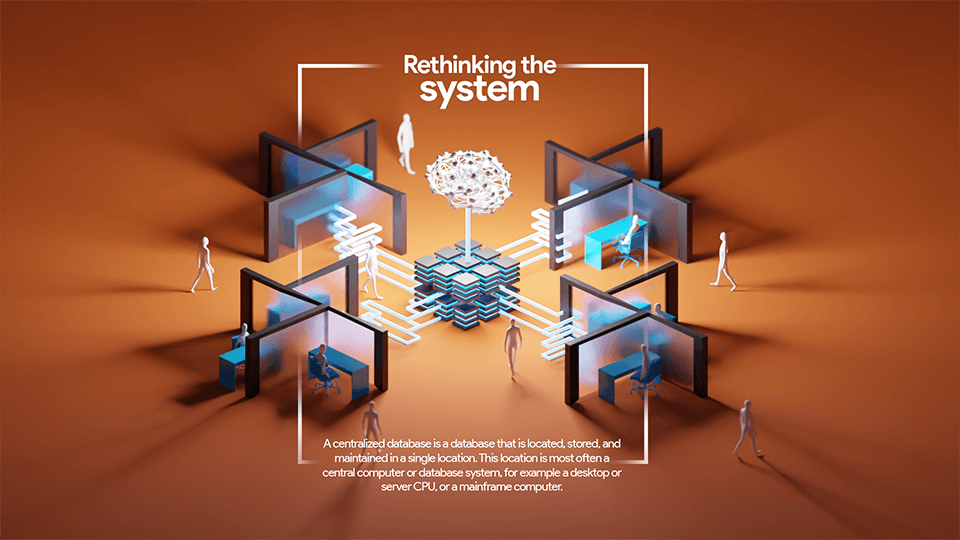 Rethinking the
system
A centralized database is a database that is located, stored, and
maintained in a single location. This location is most often a
central computer or database system, for example a desktop or
server CPU, or a mainframe computer.